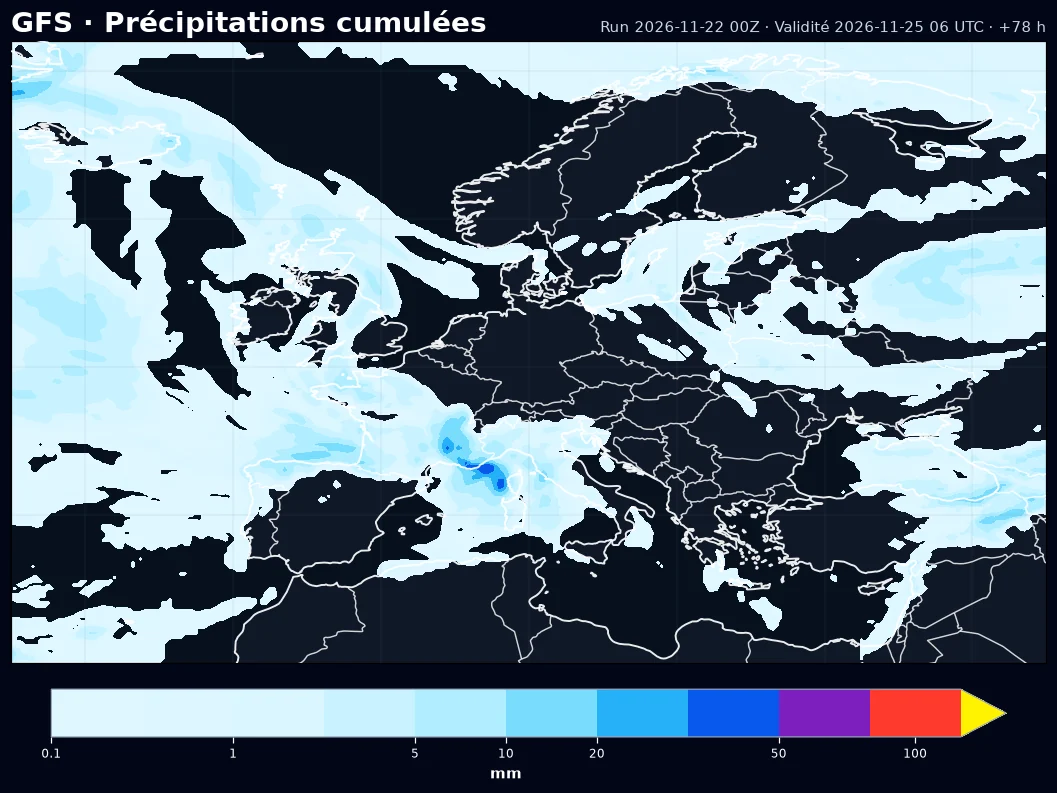 GFS · Précipitations cumulées
Run 2026-11-22 00Z · Validité 2026-11-25 06 UTC · +78 h
0.1 1 5 10 20 50 100
mm